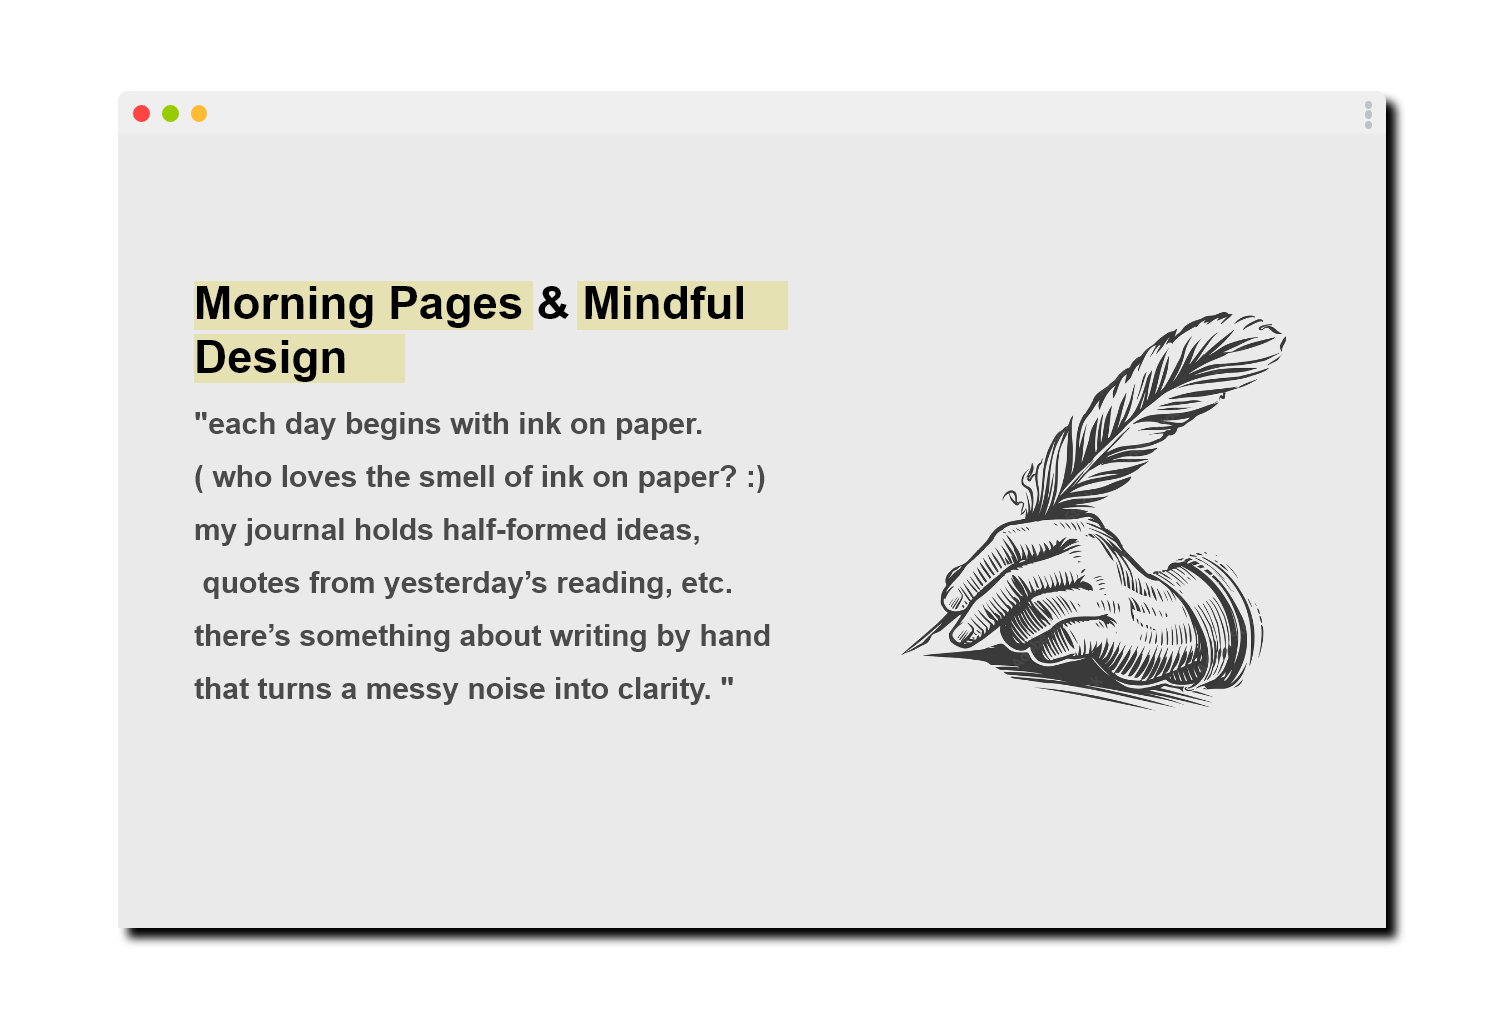 Morning Pages & Mindful
Design
"each day begins with ink on paper.
( who loves the smell of ink on paper? :)
my journal holds half-formed ideas,
quotes from yesterday’s reading, etc.
there’s something about writing by hand
that turns a messy noise into clarity. "